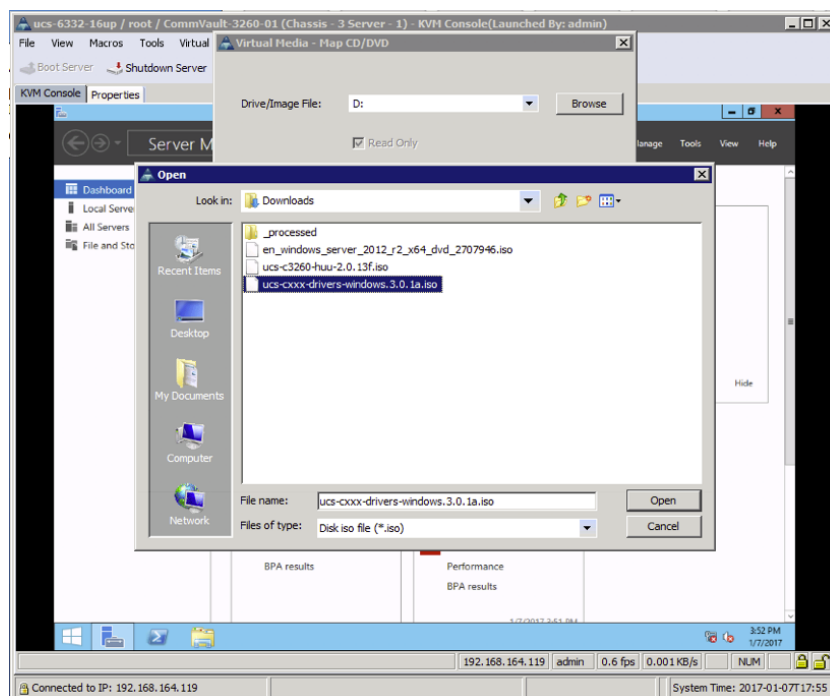 ucs-6332-16up / root / CommVault-3260-01 (Chassis - 3 Server - 1) - KVM Console(Launched By: admin)
File View Macros Tools Virtual
Virtual Media - Map CD/DVD
Boot Server Shutdown Server
KVM Console Properties
Drive/Image File: D: Browse
Read Only
Server M
Tools View Help
Open
Dashboard
Look in: Downloads
All Servers
File and Sto
_processed
en_windows_server_2012_r2_x64_dvd_2707946.iso
ucs-c3260-huu-2.0.13f.iso
ucs-cxxx-drivers-windows.3.0.1a.iso
Recent Items
Desktop
My Documents
Computer
Network
Hide
File name: ucs-cxxx-drivers-windows.3.0.1a.iso Open
Files of type: Disk iso file (*.iso) Cancel
BPA results
Performance
BPA results
3:52 PM
1/7/2017
192.168.164.119 admin 0.6 fps 0.001 KB/s NUM
Connected to IP: 192.168.164.119
System Time: 2017-01-07T17:55